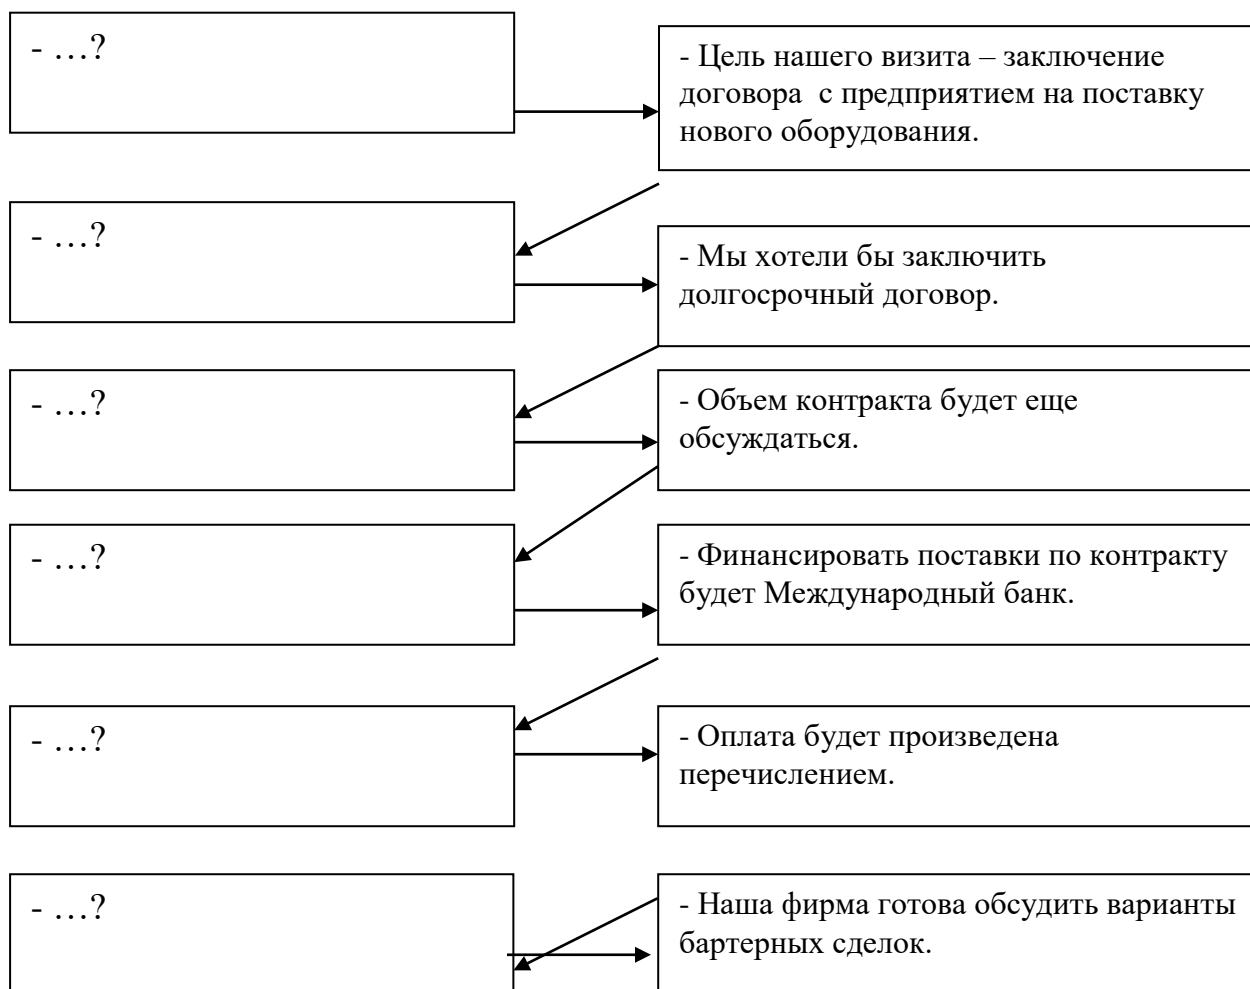 - …?
- Цель нашего визита – заключение
договора  с предприятием на поставку
нового оборудования.
- …?
- Мы хотели бы заключить
долгосрочный договор.
- …?
- Объем контракта будет еще
обсуждаться.
- …?
- Финансировать поставки по контракту
будет Международный банк.
- …?
- Оплата будет произведена
перечислением.
- …?
- Наша фирма готова обсудить варианты
бартерных сделок.